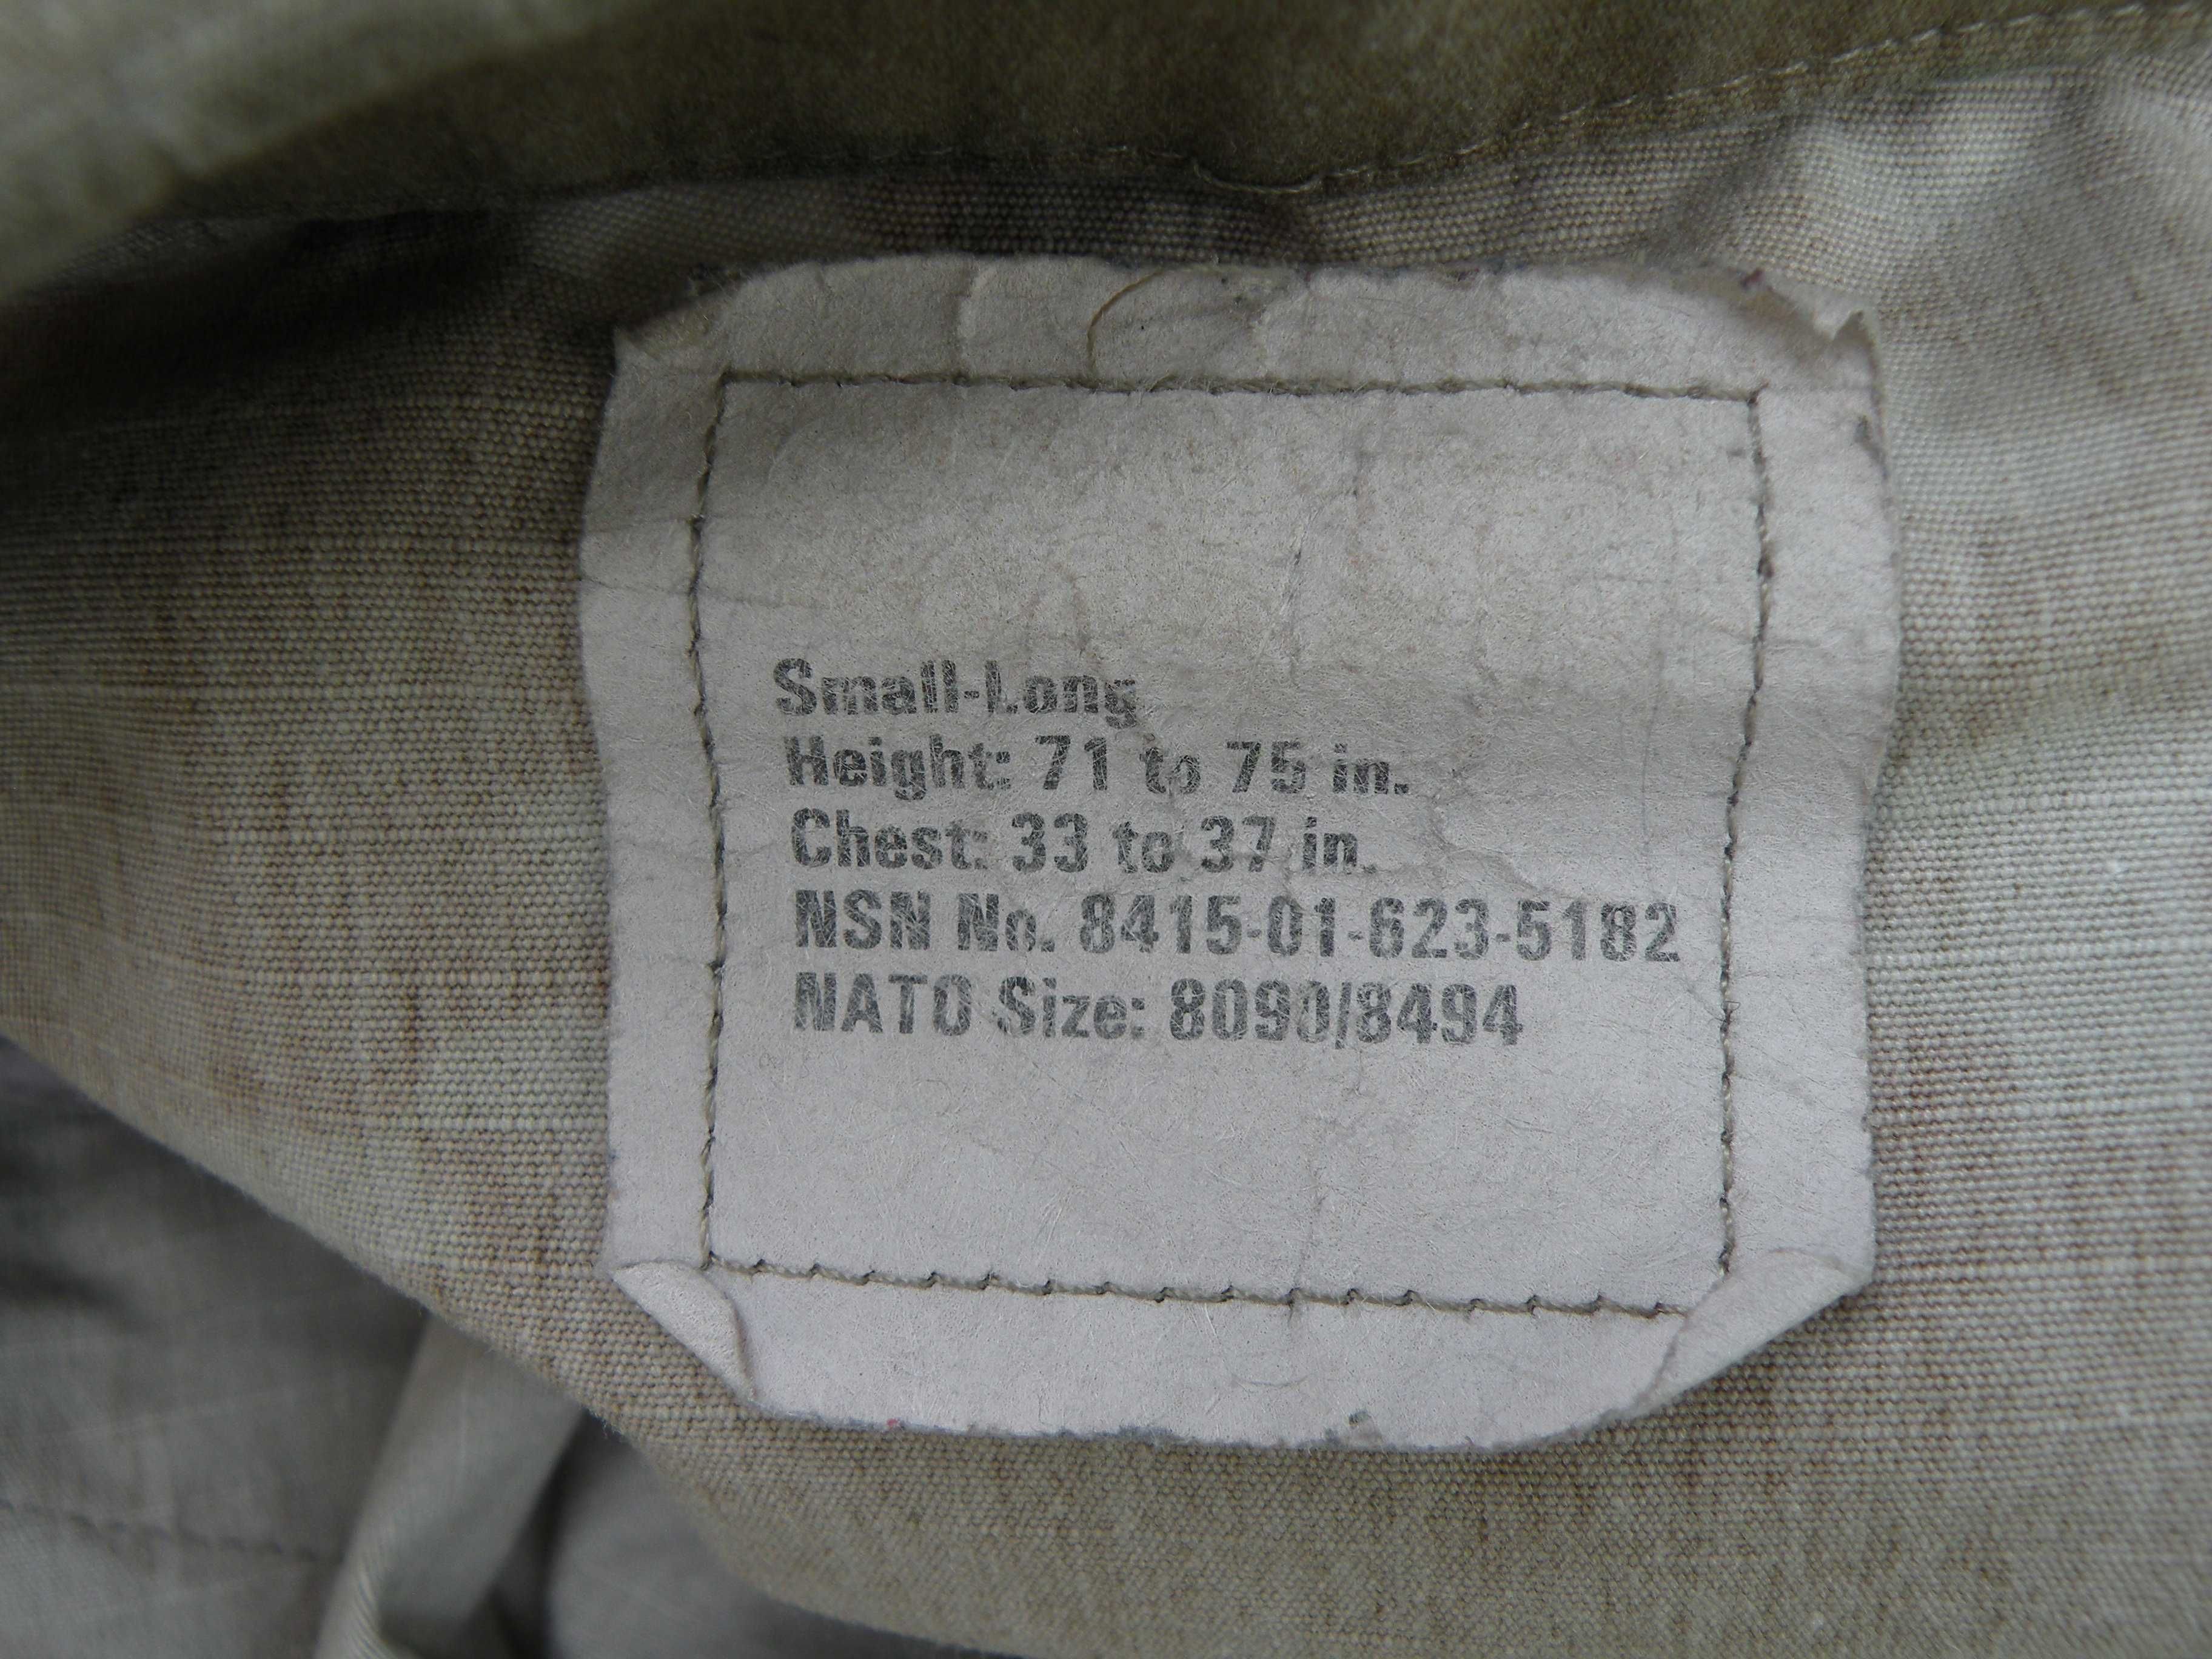 Small-Long
Height: 71 to 75 in.
Chest: 33 to 37 in.
NSN No. 8415-01-623-5182
NATO Size: 8090/8494